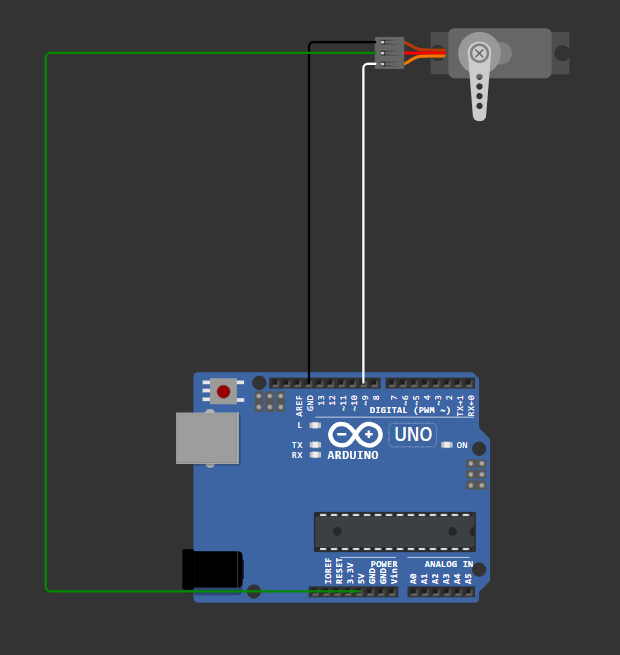 AREF
GND
13
12
~11
~10
~9
8
7
~6
~5
4
~3
2
TX→1
RX←0
DIGITAL (PWM ~)
L
TX
RX
ARDUINO
UNO
ON
IOREF
RESET
3.3V
5V
GND
GND
Vin
POWER
ANALOG IN
A0
A1
A2
A3
A4
A5